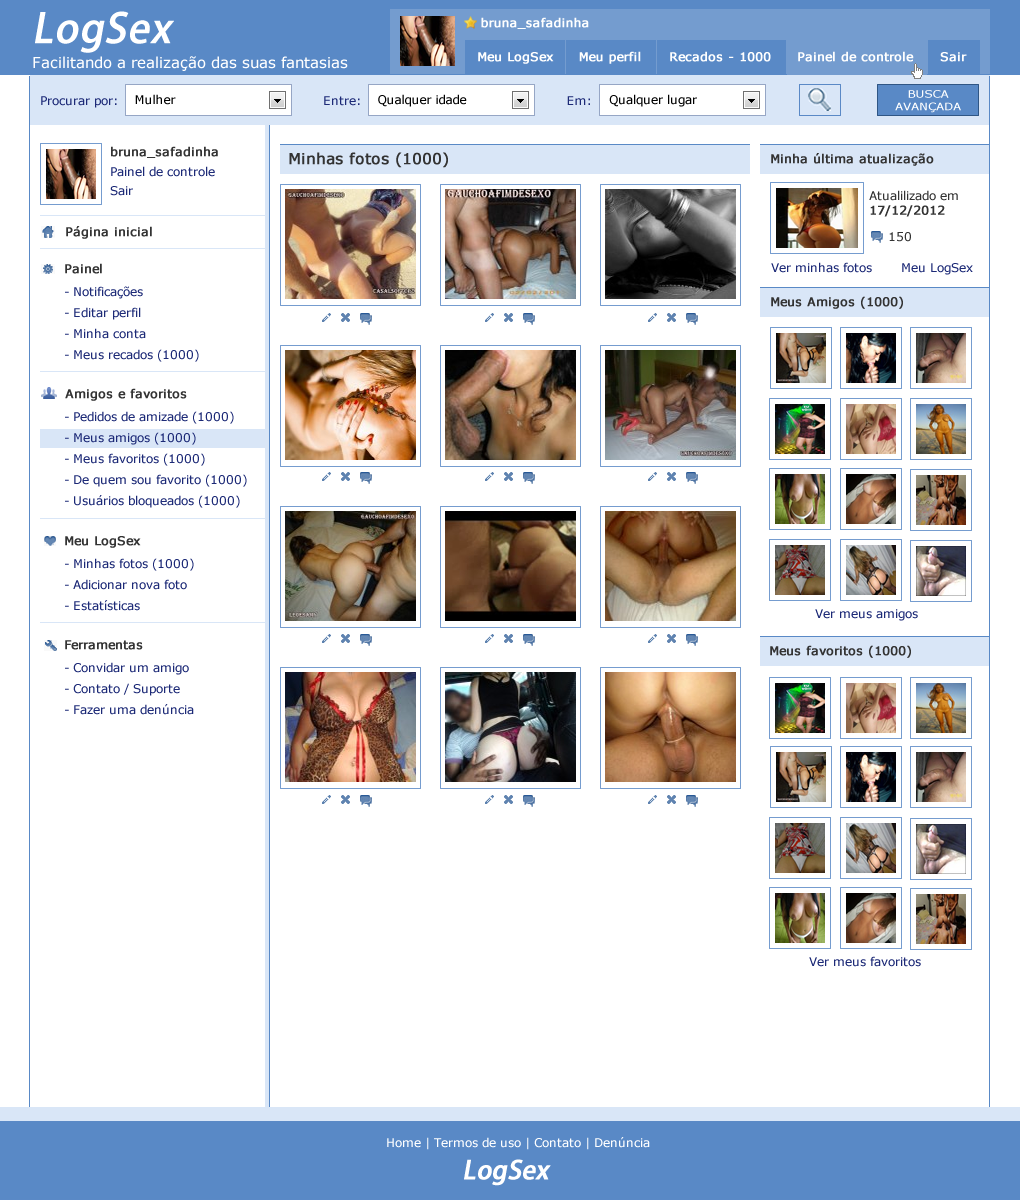 LogSex
Facilitando a realização das suas fantasias
bruna_safadinha
Meu LogSex
Meu perfil
Recados - 1000
Painel de controle
Sair
Procurar por:
Mulher
Entre:
Qualquer idade
Em:
Qualquer lugar
BUSCA
AVANÇADA
bruna_safadinha
Painel de controle
Sair
Página inicial
Painel
- Notificações
- Editar perfil
- Minha conta
- Meus recados (1000)
Amigos e favoritos
- Pedidos de amizade (1000)
- Meus amigos (1000)
- Meus favoritos (1000)
- De quem sou favorito (1000)
- Usuários bloqueados (1000)
Meu LogSex
- Minhas fotos (1000)
- Adicionar nova foto
- Estatísticas
Ferramentas
- Convidar um amigo
- Contato / Suporte
- Fazer uma denúncia
Minhas fotos (1000)
GAUCHOAFIMDESEXO
GAUCHOAFIMDESEXO
GAUCHOAFIMDESEXO
GAUCHOAFIMDESEXO
Minha última atualização
Atualilizado em
17/12/2012
150
Ver minhas fotos
Meu LogSex
Meus Amigos (1000)
Ver meus amigos
Meus favoritos (1000)
Ver meus favoritos
Home | Termos de uso | Contato | Denúncia
LogSex